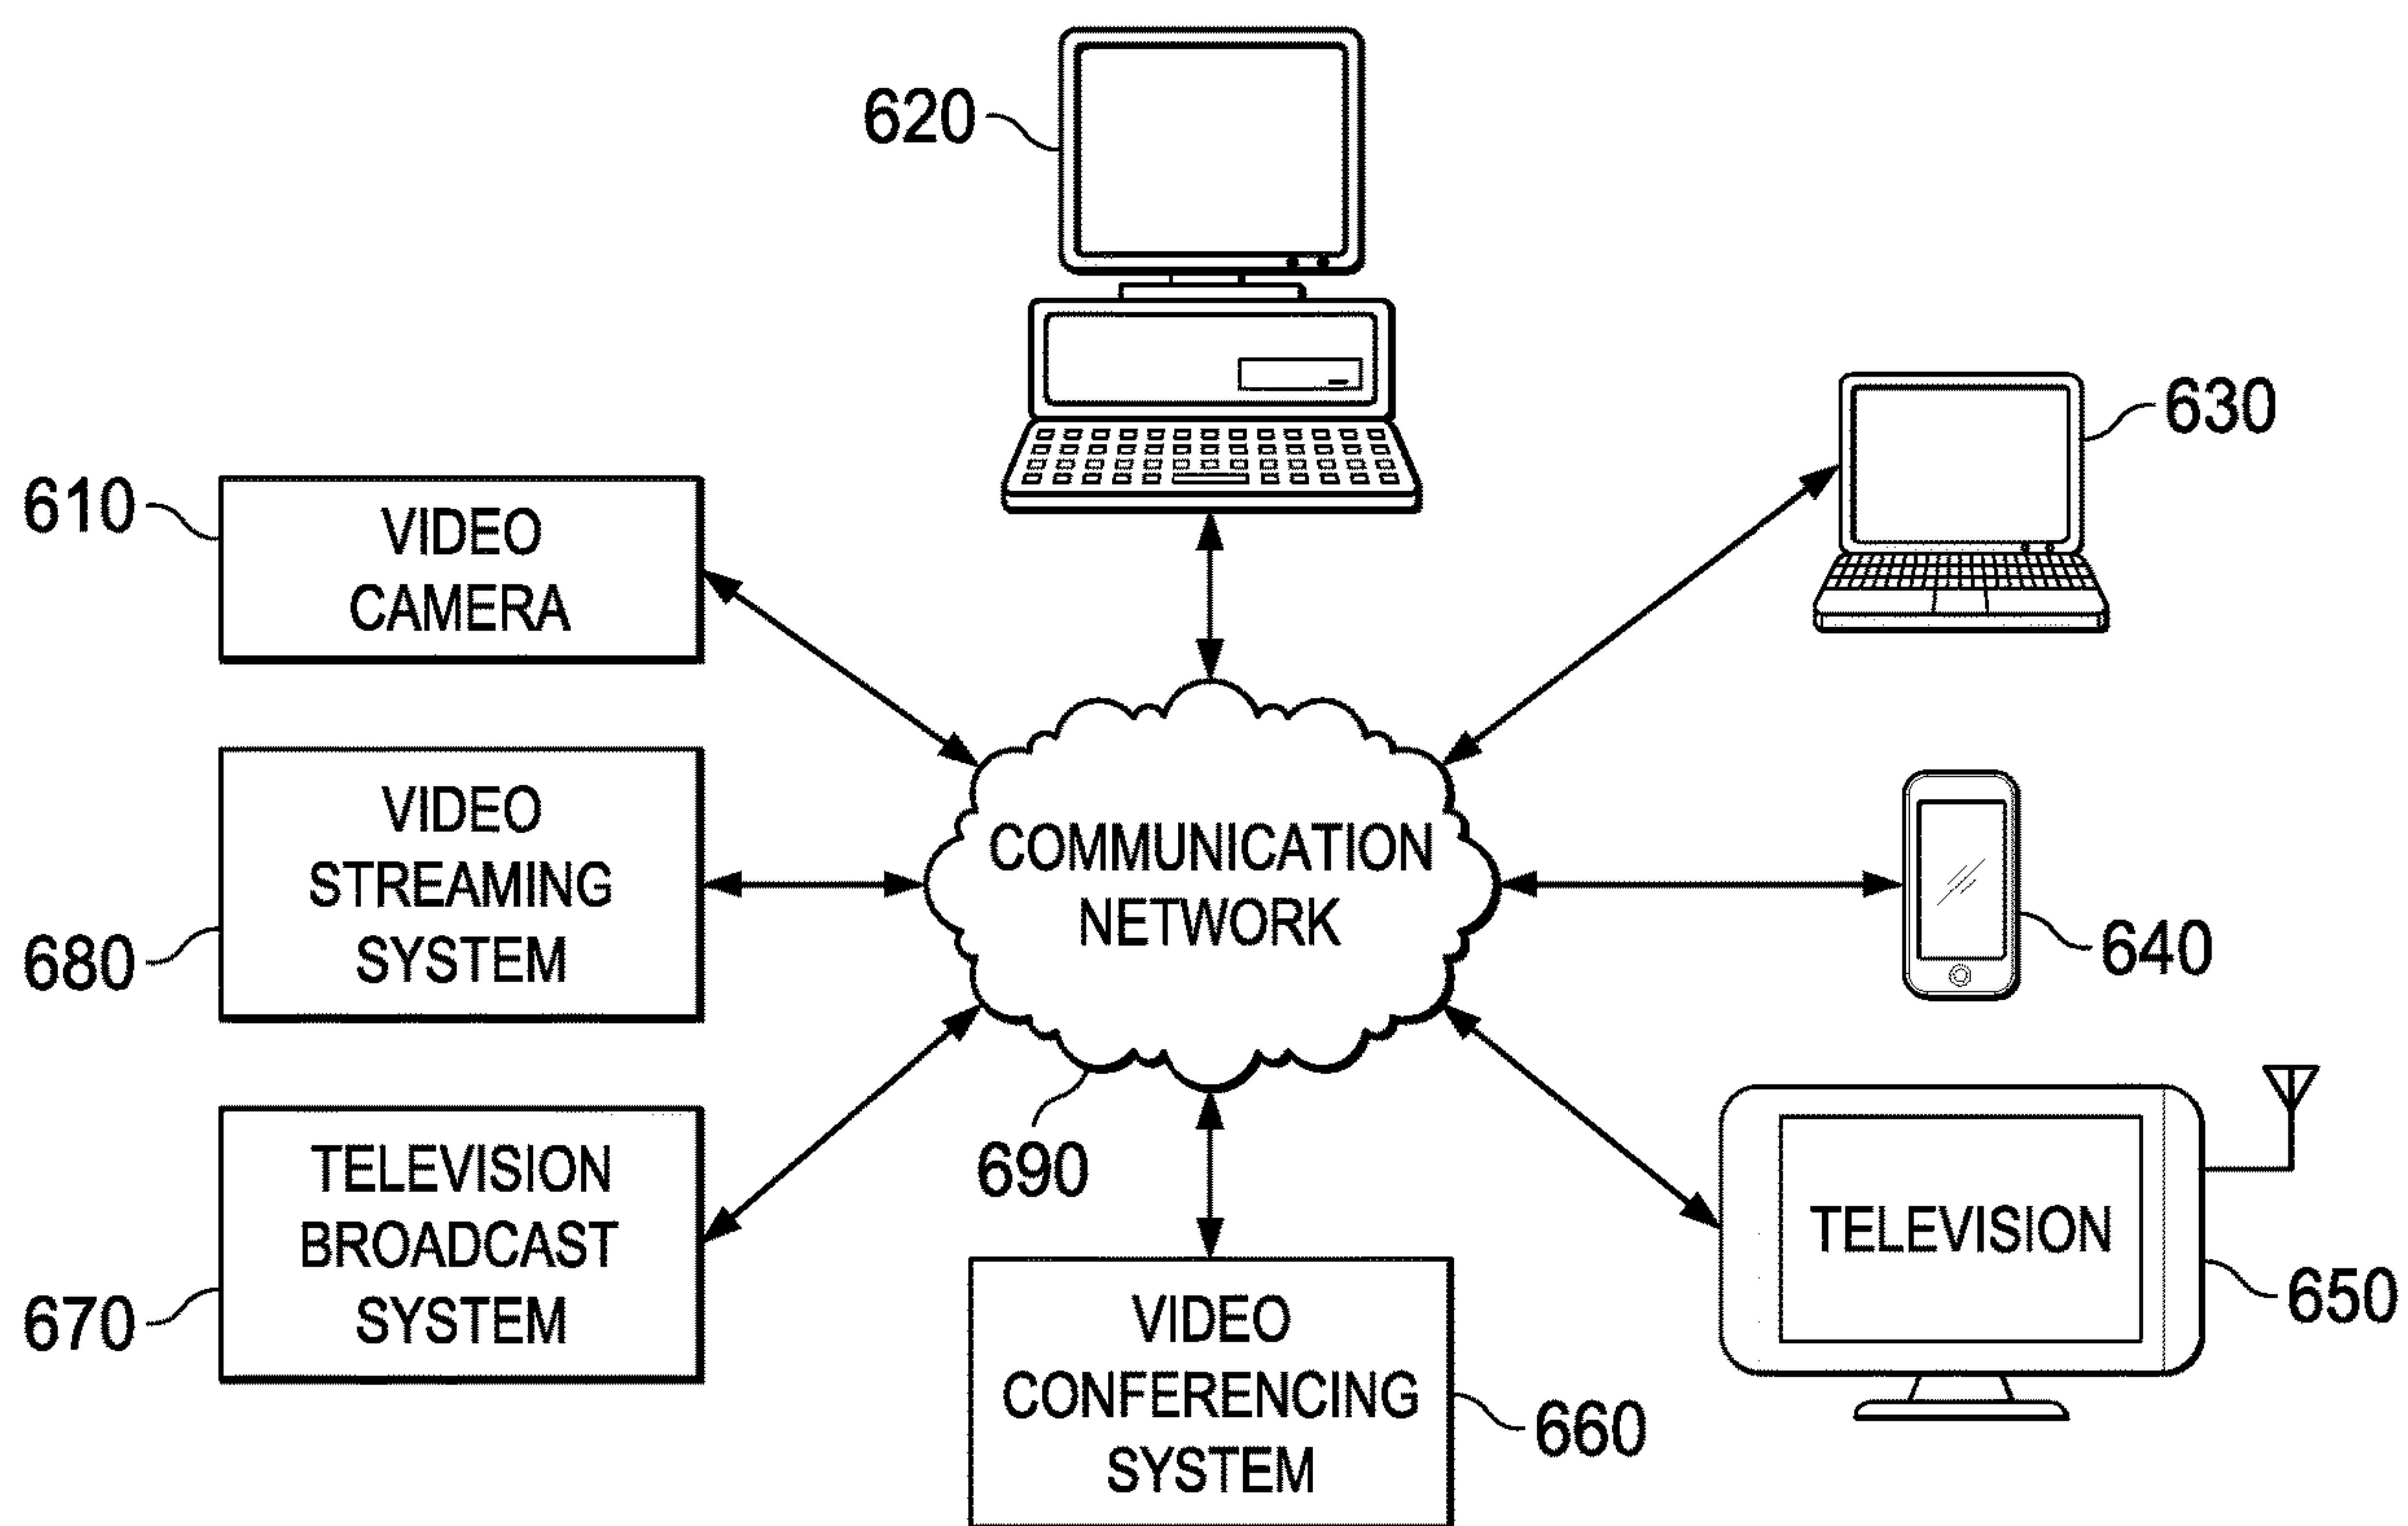 620
630
610
VIDEO
CAMERA
VIDEO
STREAMING
SYSTEM
680
COMMUNICATION
NETWORK
640
690
TELEVISION
BROADCAST
SYSTEM
670
TELEVISION
650
VIDEO
CONFERENCING
SYSTEM
660